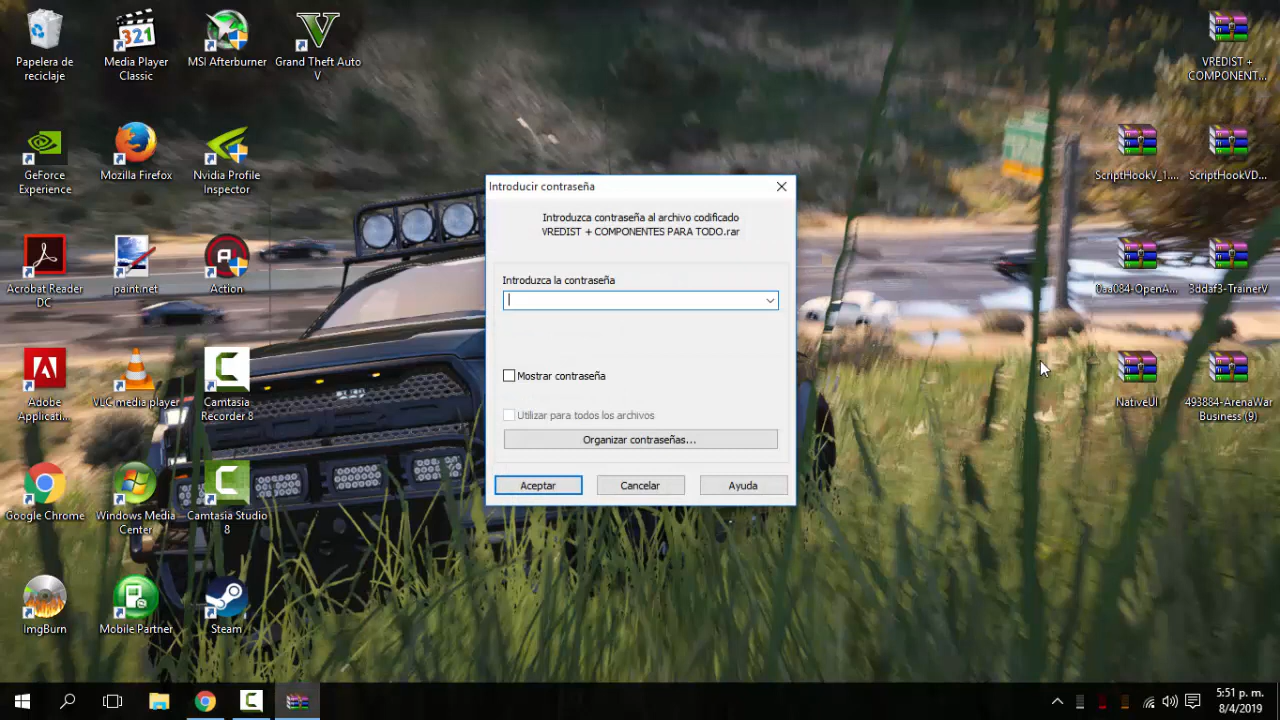 Papelera de
reciclaje
321
Media Player
Classic
MSI Afterburner
Grand Theft Auto
V
GeForce
Experience
Mozilla Firefox
Nvidia Profile
Inspector
Acrobat Reader
DC
paint.net
Action
Adobe
Applicati...
VLC media player
Camtasia
Recorder 8
Google Chrome
Windows Media
Center
Camtasia Studio
8
ImgBurn
Mobile Partner
Steam
Introducir contraseña
Introduzca contraseña al archivo codificado
VREDIST + COMPONENTES PARA TODO.rar
Introduzca la contraseña
Mostrar contraseña
Utilizar para todos los archivos
Organizar contraseñas...
Aceptar
Cancelar
Ayuda
VREDIST +
COMPONENT...
ScriptHookV_1....
ScriptHookVD...
0aa084-OpenA...
3ddaf3-TrainerV
NativeUI
493884-ArenaWar
Business (9)
5:51 p. m.
8/4/2019